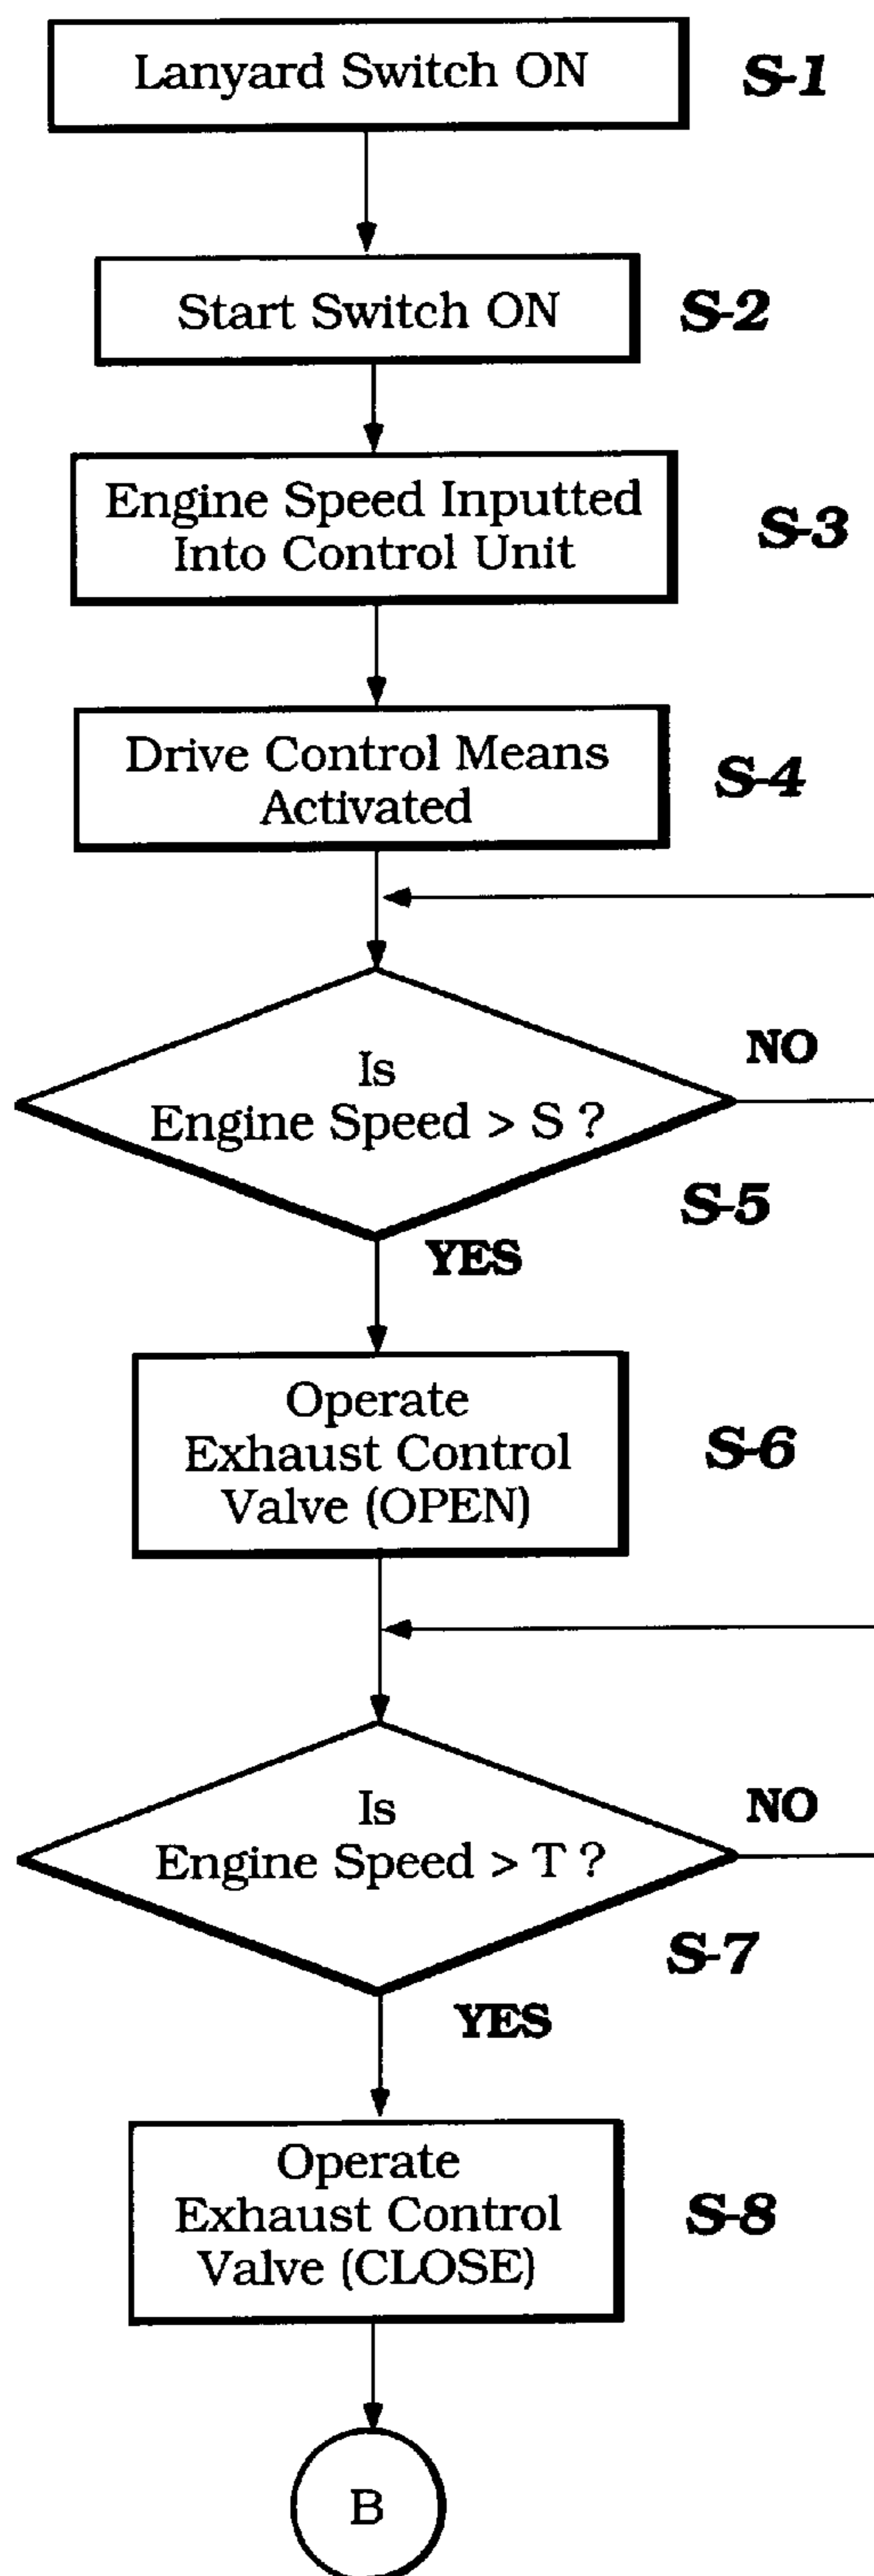 Lanyard Switch ON
S-1
Start Switch ON
S-2
Engine Speed Inputted
Into Control Unit
S-3
Drive Control Means
Activated
S-4
Is
Engine Speed > S ?
NO
S-5
YES
Operate
Exhaust Control
Valve (OPEN)
S-6
Is
Engine Speed > T ?
NO
S-7
YES
Operate
Exhaust Control
Valve (CLOSE)
S-8
B